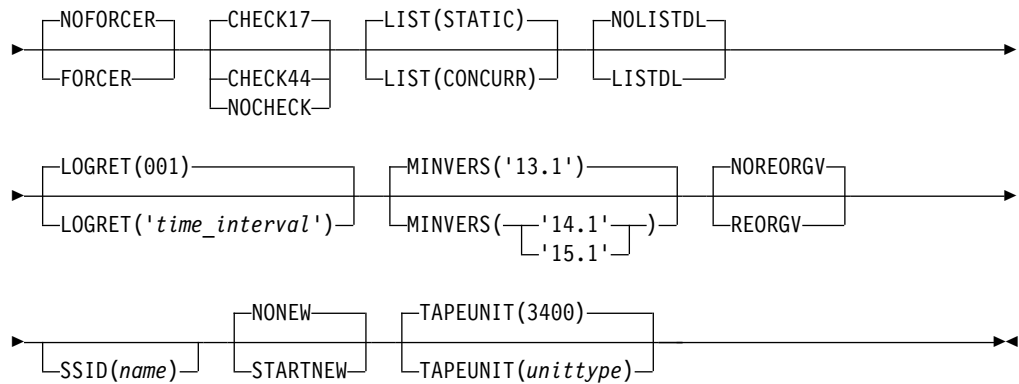 NOFORCER CHECK17 LIST(STATIC) NOLISTDL
FORCER CHECK44 LIST(CONCURR) LISTDL
NOCHECK
LOGRET(001) MINVERS('13.1') NOREORGV
LOGRET('time_interval') MINVERS( '14.1' ) REORGV
'15.1'
NONEW TAPEUNIT(3400)
SSID(name) STARTNEW TAPEUNIT(unittype)